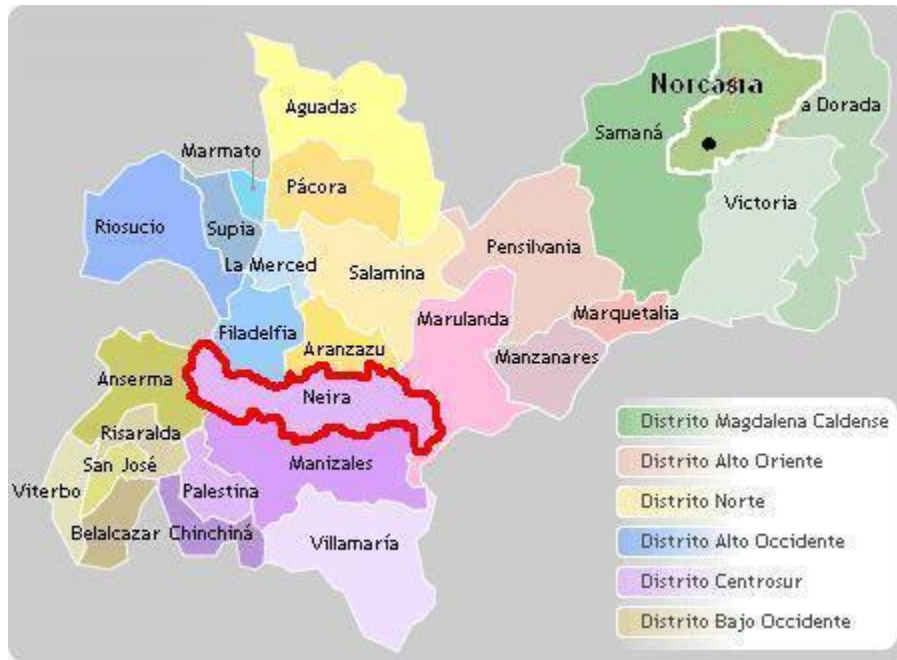 Aguadas
Norcasia
a Dorada
Samaná
Marmato
Pácora
Riosucio
Supia
Victoria
La Merced
Salamina
Pensilvania
Filadelfia
Marulanda
Marquetalia
Aranzazu
Manzanares
Anserma
Neira
Risaralda
San José
Manizales
Viterbo
Palestina
Belalcazar
Chinchiná
Villamaría
Distrito Magdalena Caldense
Distrito Alto Oriente
Distrito Norte
Distrito Alto Occidente
Distrito Centrosur
Distrito Bajo Occidente